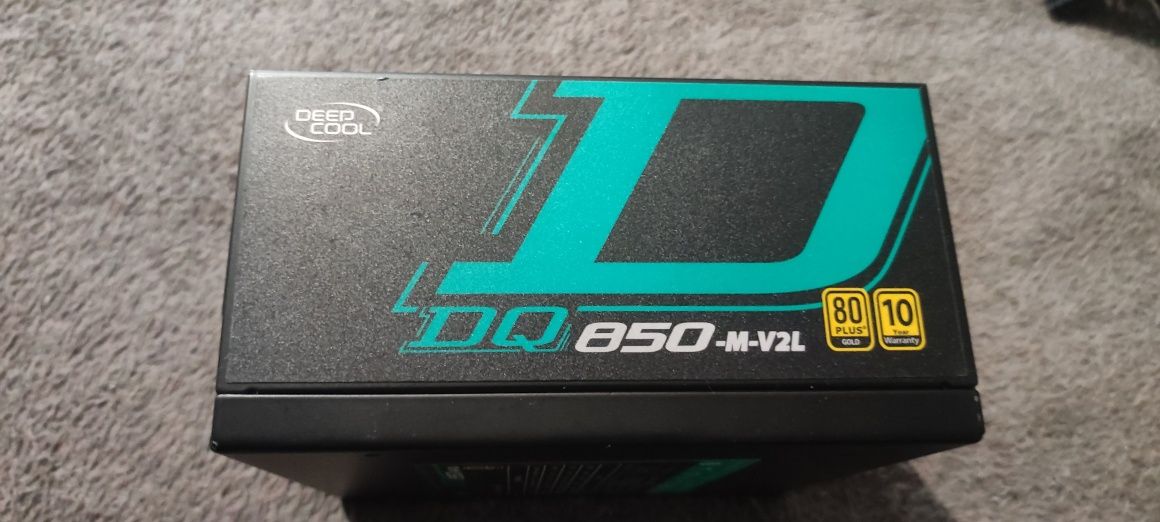 DEEP
COOL
DQ 850-M-V2L
80
PLUS®
GOLD
10
Year
Warranty